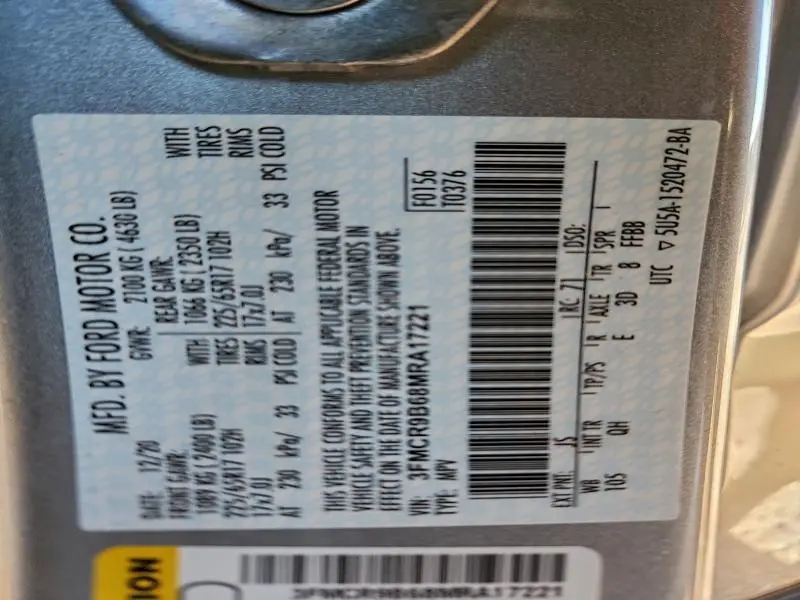 MFD. BY FORD MOTOR CO.
DATE: 12/20 GVWR: 2100 KG ( 4630 LB)
FRONT GAWR: REAR GAWR:
1089 KG ( 2400 LB) WITH 1066 KG ( 2350 LB) WITH
225/65R17 102H TIRES 225/65R17 102H TIRES
17x7.0J RIMS 17x7.0J RIMS
AT 230 kPa/ 33 PSI COLD AT 230 kPa/ 33 PSI COLD
THIS VEHICLE CONFORMS TO ALL APPLICABLE FEDERAL MOTOR
VEHICLE SAFETY AND THEFT PREVENTION STANDARDS IN
EFFECT ON THE DATE OF MANUFACTURE SHOWN ABOVE.
VIN: 3FMCR9B68MRA17221 F0156
TYPE: MPV T0376
EXT PNT: JS RC: 71 DSO:
WB INT TR TP/PS R AXLE TR SPR
105 QH E 3D 8 FFBB
UTC ▽ 5U5A-1520472-BA
ION
3FMCR9B68MRA17221